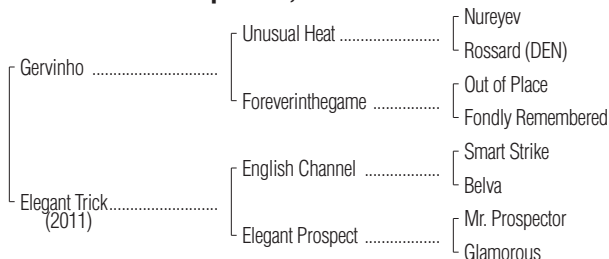 Nureyev
Unusual Heat ....................
Rossard (DEN)
Gervinho .........................
Out of Place
Foreverinthegame ..............
Fondly Remembered
Smart Strike
English Channel ...............
Belva
Elegant Trick......................
(2011)
Mr. Prospector
Elegant Prospect ...............
Glamorous